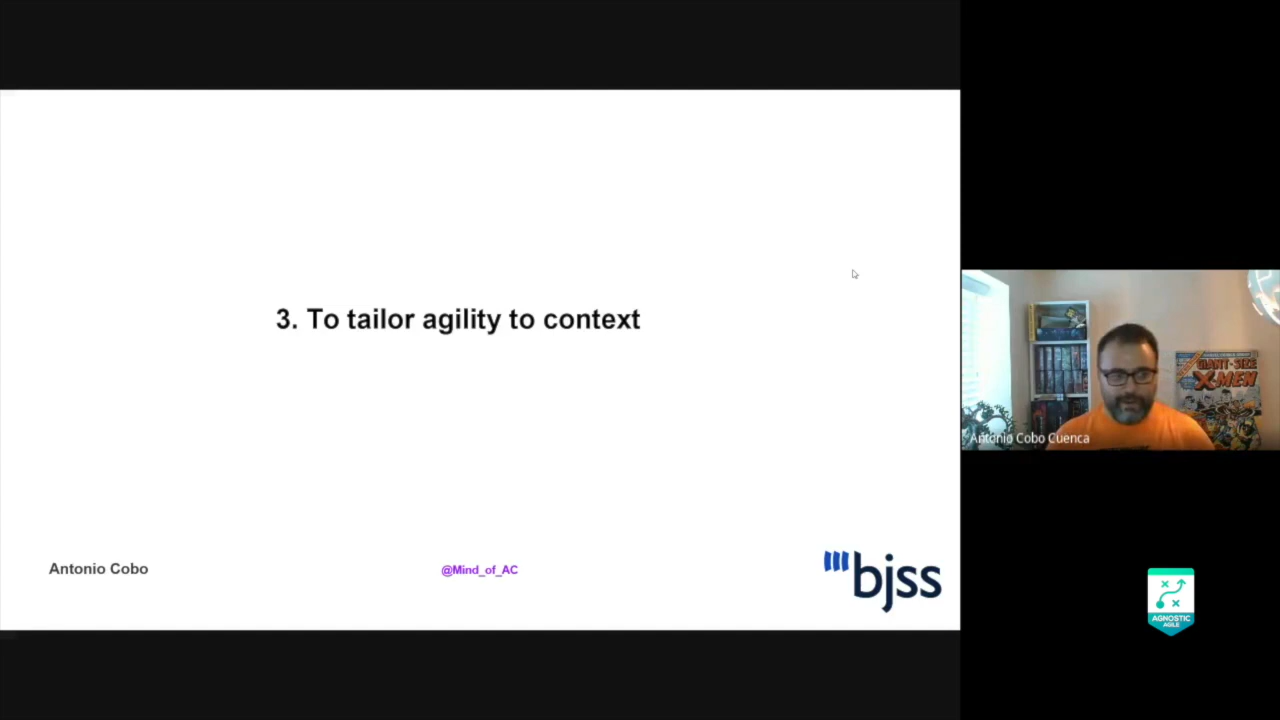 3. To tailor agility to context
Antonio Cobo
@Mind_of_AC
bjss
GIANT-SIZE
X-MEN
Antonio Cobo Cuenca
AGNOSTIC
AGILE